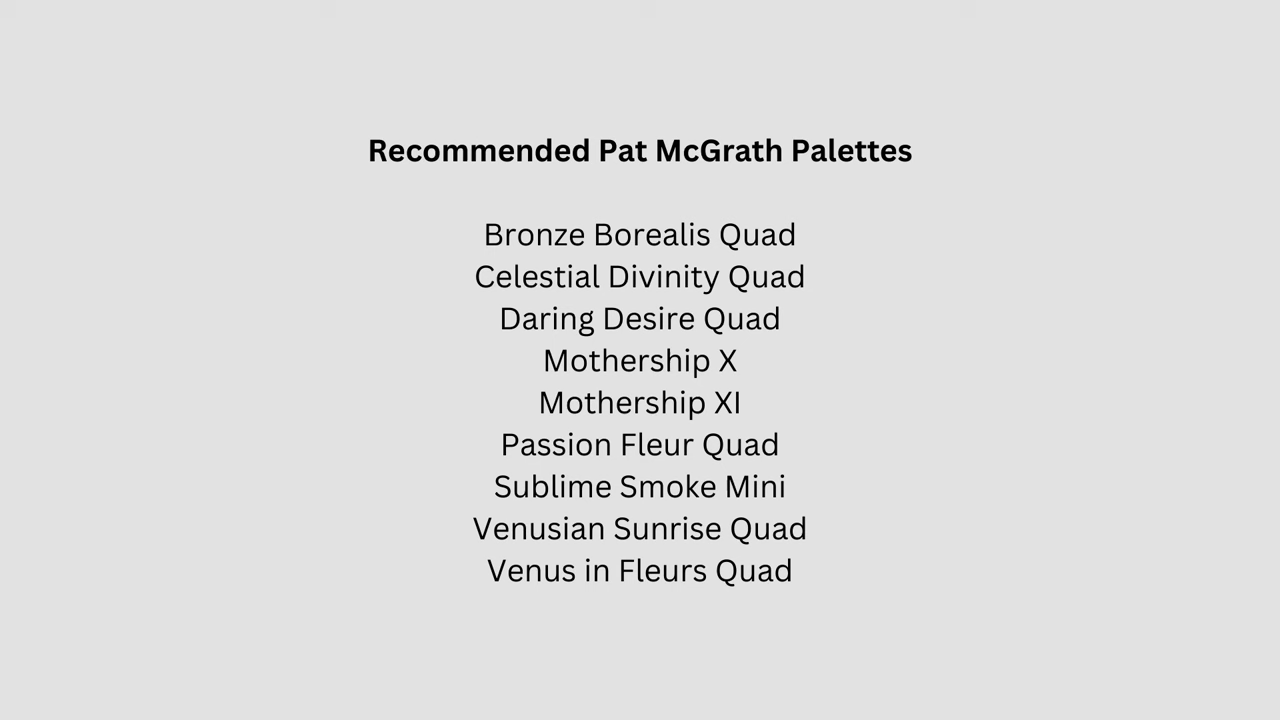 Recommended Pat McGrath Palettes
Bronze Borealis Quad
Celestial Divinity Quad
Daring Desire Quad
Mothership X
Mothership XI
Passion Fleur Quad
Sublime Smoke Mini
Venusian Sunrise Quad
Venus in Fleurs Quad